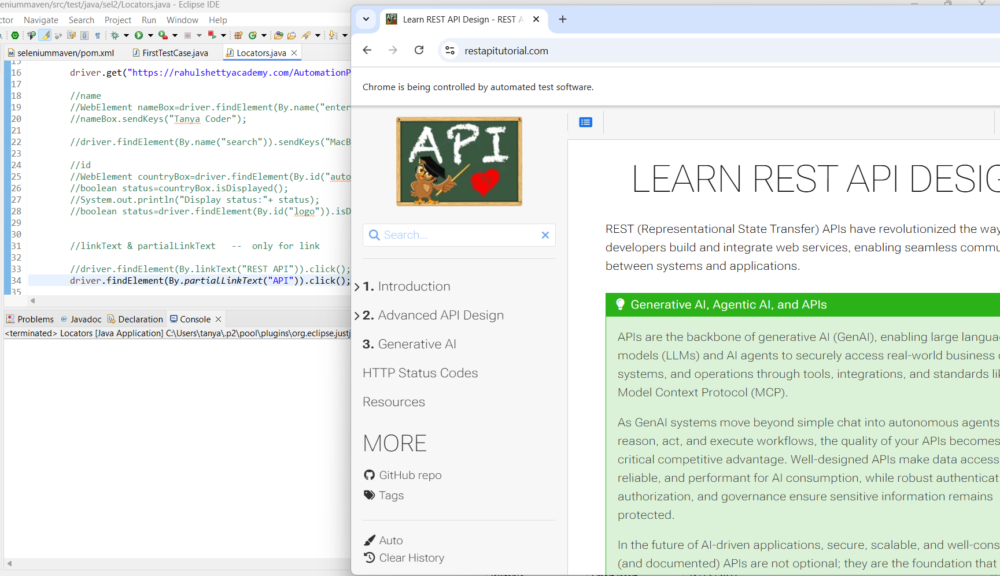 eniummaven/src/test/java/sel2/Locators.java - Eclipse IDE
ctor Navigate Search Project Run Window Help
seleniummaven/pom.xml FirstTestCase.java Locators.java
15
16 driver.get("https://rahulshettyacademy.com/AutomationP
17
18 //name
19 //WebElement nameBox=driver.findElement(By.name("enter
20 //nameBox.sendKeys("Tanya Coder");
21
22 //driver.findElement(By.name("search")).sendKeys("MacB
23
24 //id
25 //WebElement countryBox=driver.findElement(By.id("auto
26 //boolean status=countryBox.isDisplayed();
27 //System.out.println("Display status:"+ status);
28 //boolean status=driver.findElement(By.id("logo")).isD
29
30
31 //linkText & partialLinkText -- only for link
32
33 //driver.findElement(By.linkText("REST API")).click();
34 driver.findElement(By.partialLinkText("API")).click();
35
Problems Javadoc Declaration Console
<terminated> Locators [Java Application] C:\Users\tanya\.p2\pool\plugins\org.eclipse.justj
Learn REST API Design - REST A
restapitutorial.com
Chrome is being controlled by automated test software.
API
Search...
1. Introduction
2. Advanced API Design
3. Generative AI
HTTP Status Codes
Resources
MORE
GitHub repo
Tags
Auto
Clear History
LEARN REST API DESIG
REST (Representational State Transfer) APIs have revolutionized the way
developers build and integrate web services, enabling seamless commu
between systems and applications.
Generative AI, Agentic AI, and APIs
APIs are the backbone of generative AI (GenAI), enabling large langua
models (LLMs) and AI agents to securely access real-world business
systems, and operations through tools, integrations, and standards li
Model Context Protocol (MCP).
As GenAI systems move beyond simple chat into autonomous agents
reason, act, and execute workflows, the quality of your APIs becomes
critical competitive advantage. Well-designed APIs make data access
reliable, and performant for AI consumption, while robust authenticat
authorization, and governance ensure sensitive information remains
protected.
In the future of AI-driven applications, secure, scalable, and well-cons
(and documented) APIs are not optional; they are the foundation that